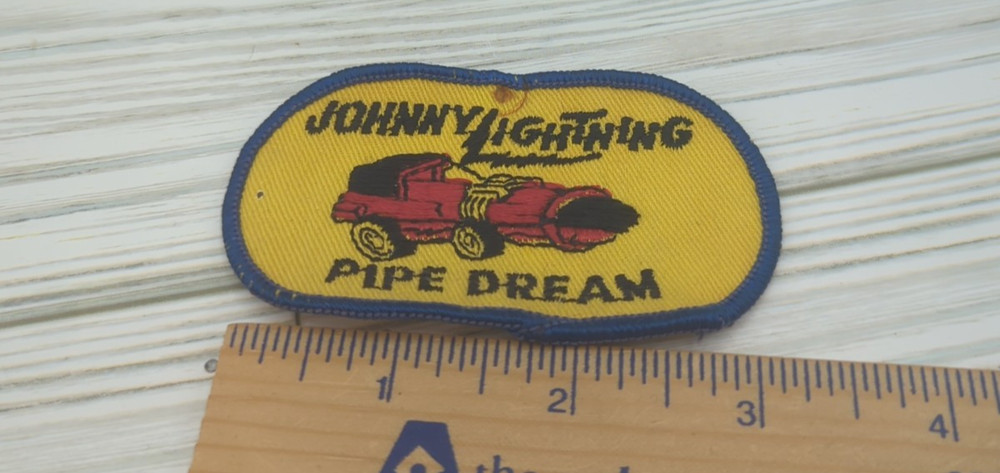 JOHNNY LIGHTNING
PIPE DREAM
1 2 3 4